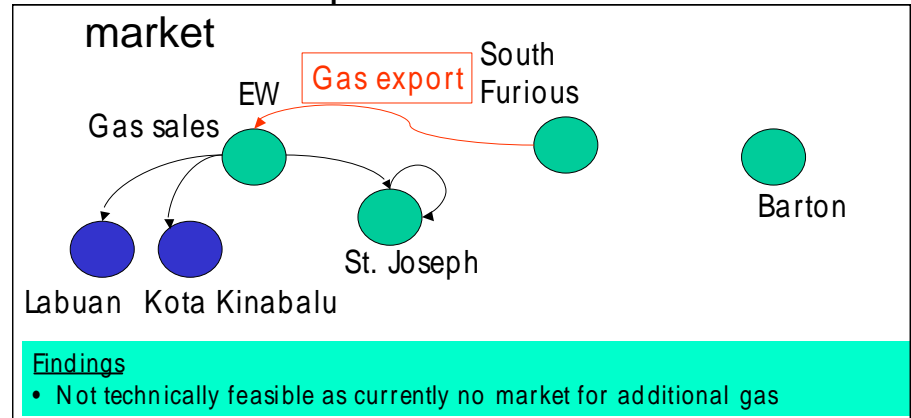 market
South
Gas export
Furious
EW
Gas sales
Barton
St. Joseph
Labuan Kota Kinabalu
Findings
• Not technically feasible as currently no market for additional gas